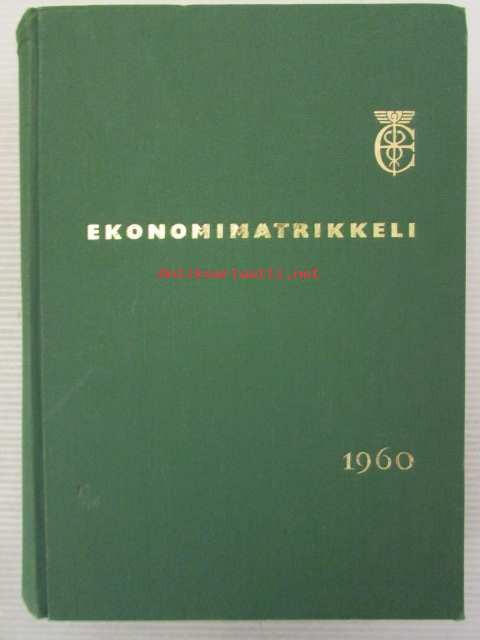 EKONOMIMATRIKKELI
Antikvariaatti.net
1960